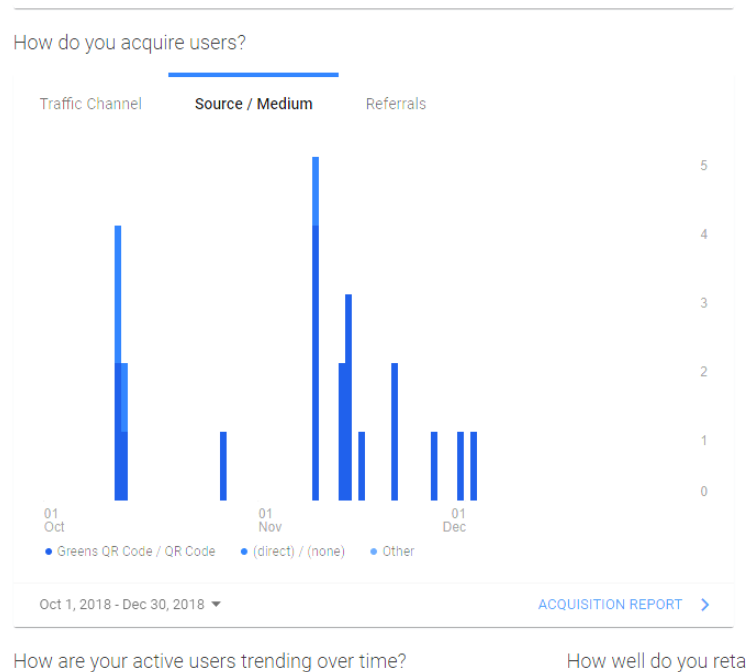 How do you acquire users?
Traffic Channel Source / Medium Referrals
5
4
3
2
1
0
01 01 01
Oct Nov Dec
Greens QR Code / QR Code (direct) / (none) Other
Oct 1, 2018 - Dec 30, 2018 ACQUISITION REPORT
How are your active users trending over time? How well do you reta